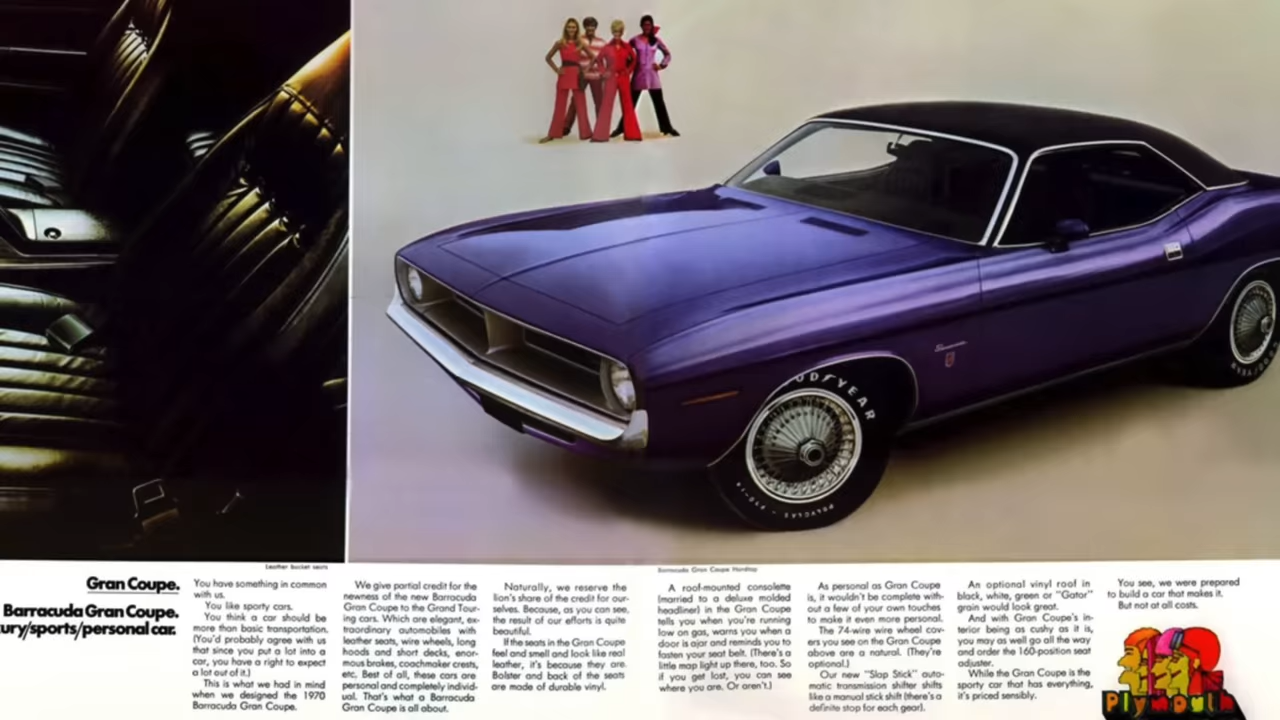 Leather bucket seats
Barracuda Gran Coupe Hardtop
GOODYEAR
POLYGLAS
Gran Coupe.
Barracuda Gran Coupe.
ury/sports/personal car.
You have something in common
with us.
You like sporty cars.
You think a car should be
more than basic transportation.
(You'd probably agree with us
that since you put a lot into a
car, you have a right to expect
a lot out of it.)
This is what we had in mind
when we designed the 1970
Barracuda Gran Coupe.
We give partial credit for the
newness of the new Barracuda
Gran Coupe to the Grand Tour-
ing cars. Which are elegant, ex-
traordinary automobiles with
leather seats, wire wheels, long
hoods and short decks, enor-
mous brakes, coachmaker crests,
etc. Best of all, these cars are
personal and completely individ-
ual. That's what a Barracuda
Gran Coupe is all about.
Naturally, we reserve the
lion's share of the credit for our-
selves. Because, as you can see,
the result of our efforts is quite
beautiful.
If the seats in the Gran Coupe
feel and smell and look like real
leather, it's because they are.
Bolster and back of the seats
are made of durable vinyl.
A roof-mounted consolette
(married to a deluxe molded
headliner) in the Gran Coupe
tells you when you're running
low on gas, warns you when a
door is ajar and reminds you to
fasten your seat belt. (There's a
little map light up there, too. So
if you get lost, you can see
where you are. Or aren't.)
As personal as Gran Coupe
is, it wouldn't be complete with-
out a few of your own touches
to make it even more personal.
The 74-wire wire wheel cov-
ers you see on the Gran Coupe
above are a natural. (They're
optional.)
Our new "Slap Stick" auto-
matic transmission shifter shifts
like a manual stick shift (there's a
definite stop for each gear).
An optional vinyl roof in
black, white, green or "Gator"
grain would look great.
And with Gran Coupe's in-
terior being as cushy as it is,
you may as well go all the way
and order the 160-position seat
adjuster.
While the Gran Coupe is the
sporty car that has everything,
it's priced sensibly.
You see, we were prepared
to build a car that makes it.
But not at all costs.
Plymouth